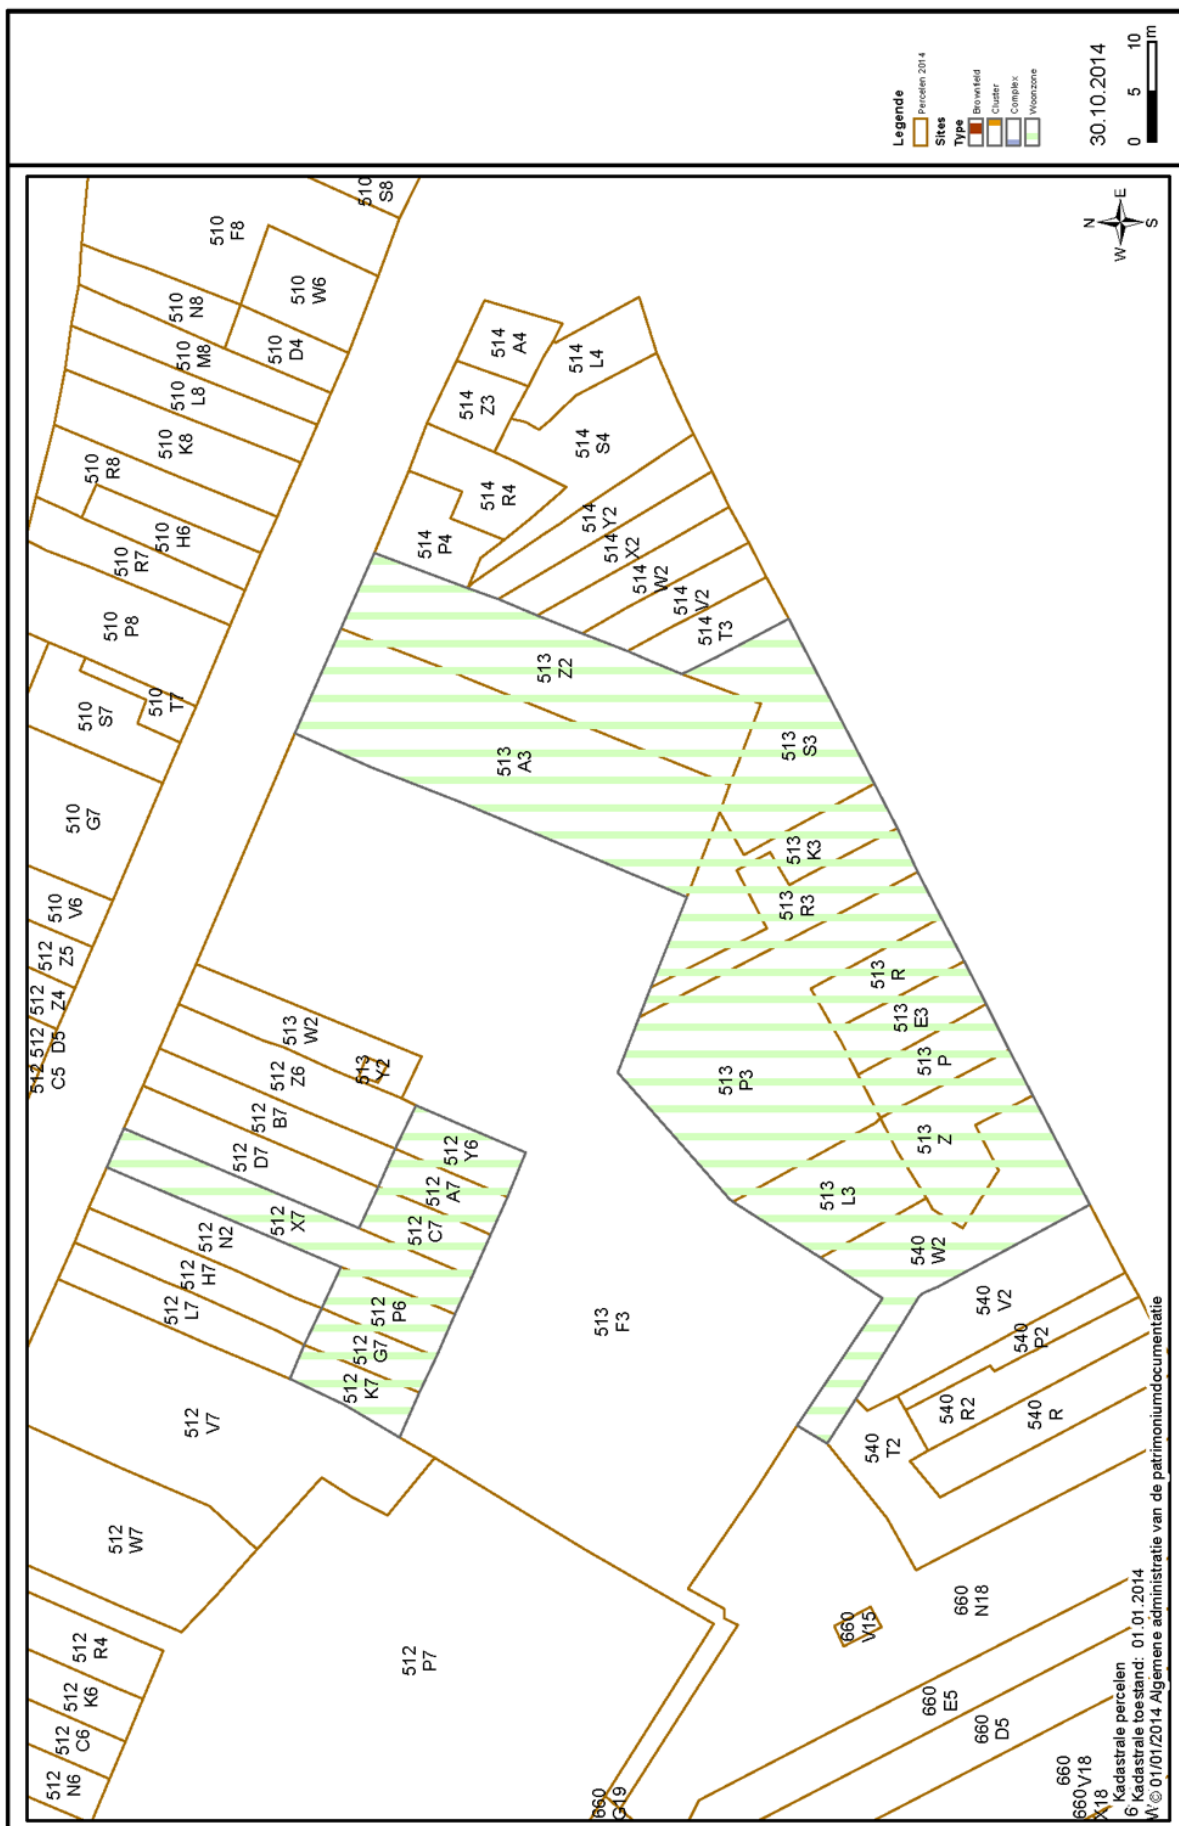 510
S8
510
F8
510
N8
510
W6
510
M8
510
D4
510
L8
510
K8
510
R8
510
H6
510
R7
510
P8
510
T7
510
S7
510
G7
510
V6
512
Z5
512
Z4
512
D5
512
C5
514
A4
514
L4
514
Z3
514
S4
514
R4
514
P4
514
Y2
514
X2
514
W2
514
V2
514
T3
513
Z2
513
A3
513
S3
513
K3
513
R3
513
R
513
E3
513
P
513
P3
513
Z
513
L3
540
W2
513
W2
513
Y2
512
Z6
512
B7
512
D7
512
Y6
512
A7
512
C7
512
X7
512
N2
512
H7
512
L7
512
P6
512
G7
512
K7
513
F3
512
V7
512
W7
512
R4
512
K6
512
C6
512
N6
512
P7
540
V2
540
P2
540
R2
540
R
540
T2
660
N18
660
V15
660
E5
660
D5
660
G19
660
V18
660
X18
Kadastrale percelen
Kadastrale toestand: 01.01.2014
© 01/01/2014 Algemene administratie van de patrimoniumdocumentatie
N
W
E
S
Legende
Percelen 2014
Sites
Type
Brownfield
Cluster
Complex
Woonzone
30.10.2014
0 5 10
m